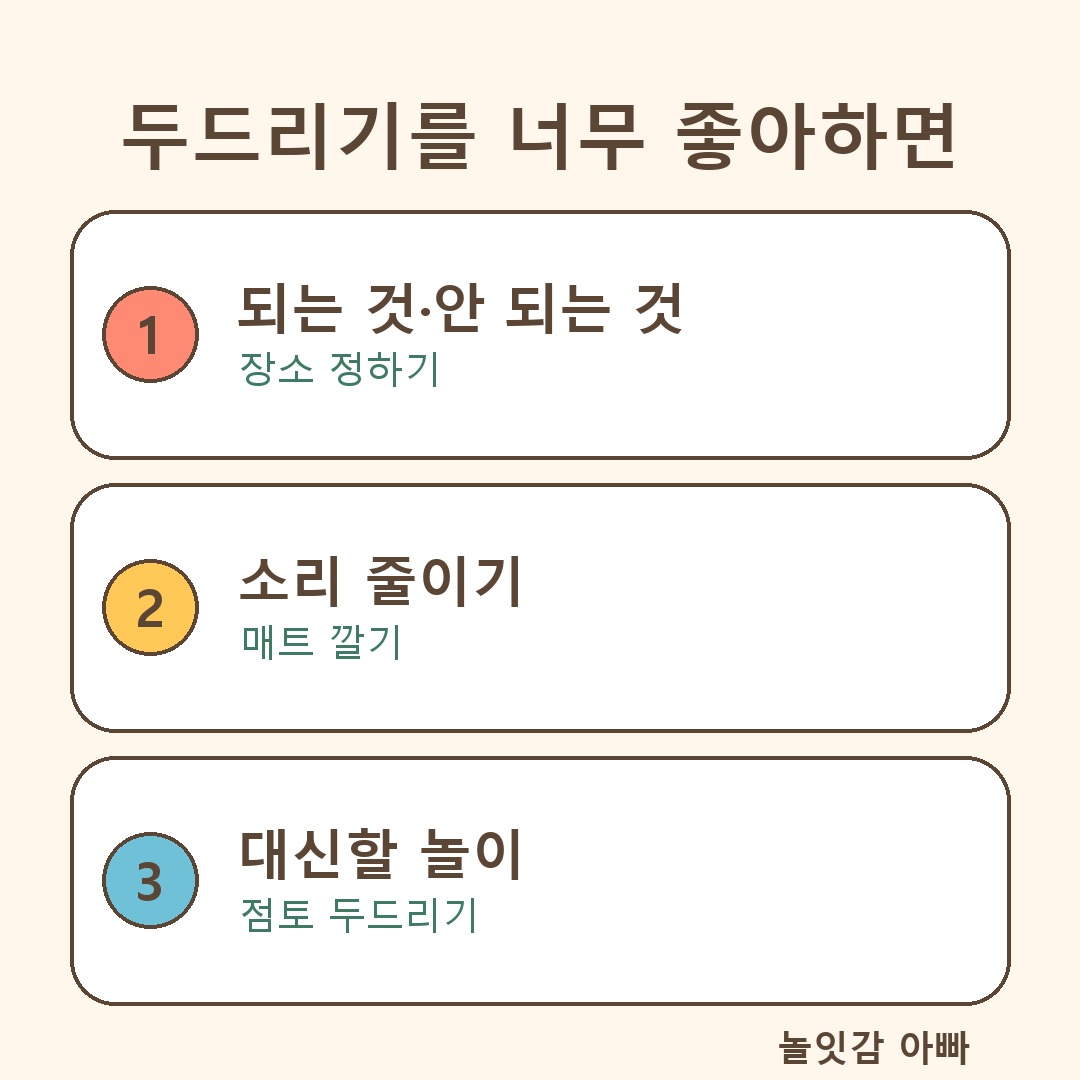 두드리기를 너무 좋아하면
1
되는 것·안 되는 것
장소 정하기
2
소리 줄이기
매트 깔기
3
대신할 놀이
점토 두드리기
놀잇감 아빠